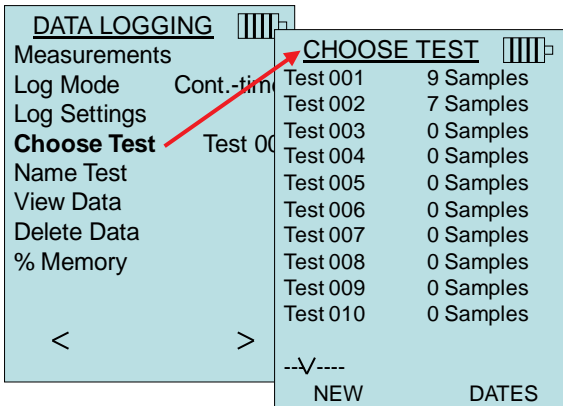 DATA LOGGING
Measurements
Log Mode Cont.-time
Log Settings
Choose Test Test 00
Name Test
View Data
Delete Data
% Memory
< >
CHOOSE TEST
Test 001 9 Samples
Test 002 7 Samples
Test 003 0 Samples
Test 004 0 Samples
Test 005 0 Samples
Test 006 0 Samples
Test 007 0 Samples
Test 008 0 Samples
Test 009 0 Samples
Test 010 0 Samples
--\/----
NEW DATES